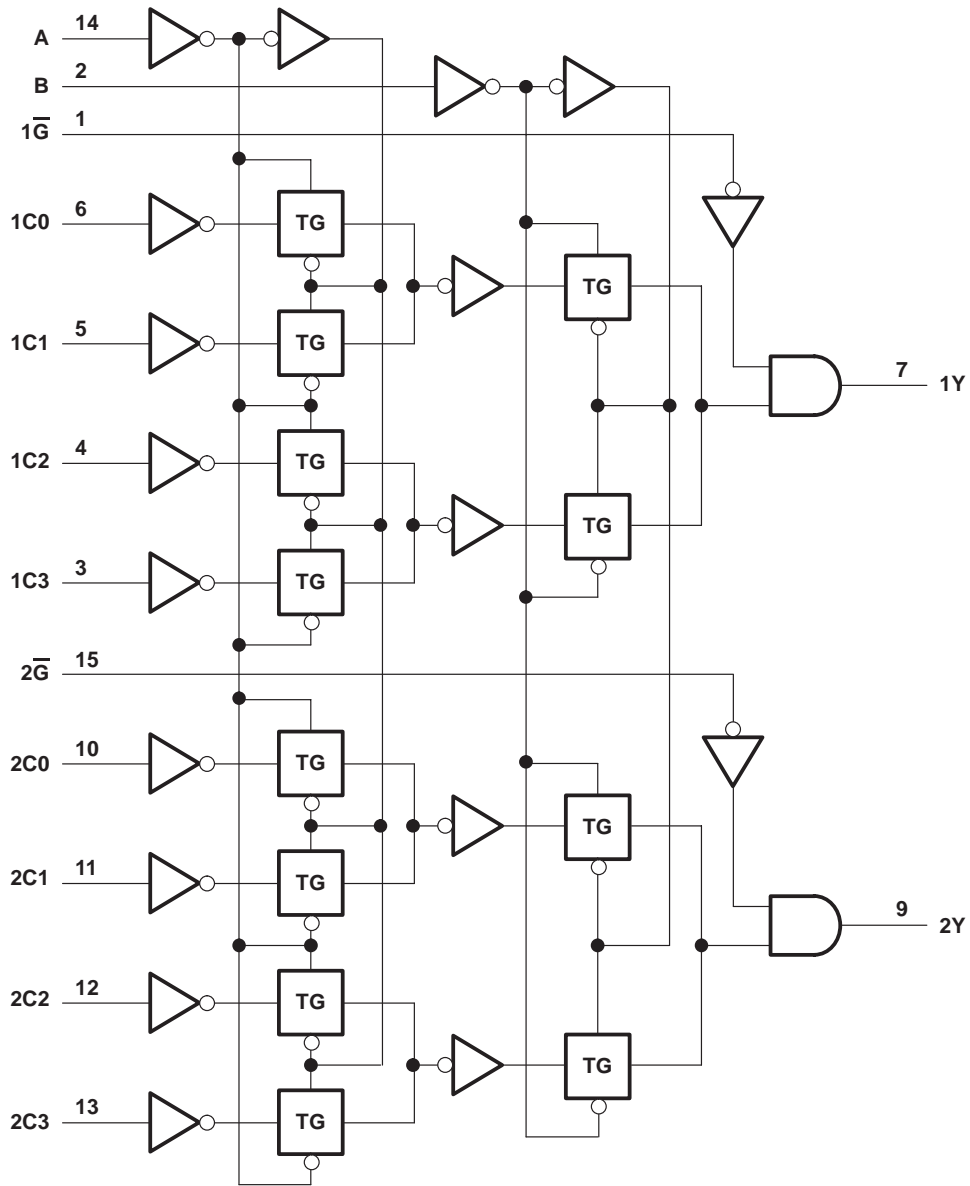 A 14
B 2
1G̅ 1
1C0 6 TG
TG
1C1 5 TG
7 1Y
1C2 4 TG
TG
1C3 3 TG
2G̅ 15
2C0 10 TG
TG
2C1 11 TG
9 2Y
2C2 12 TG
TG
2C3 13 TG